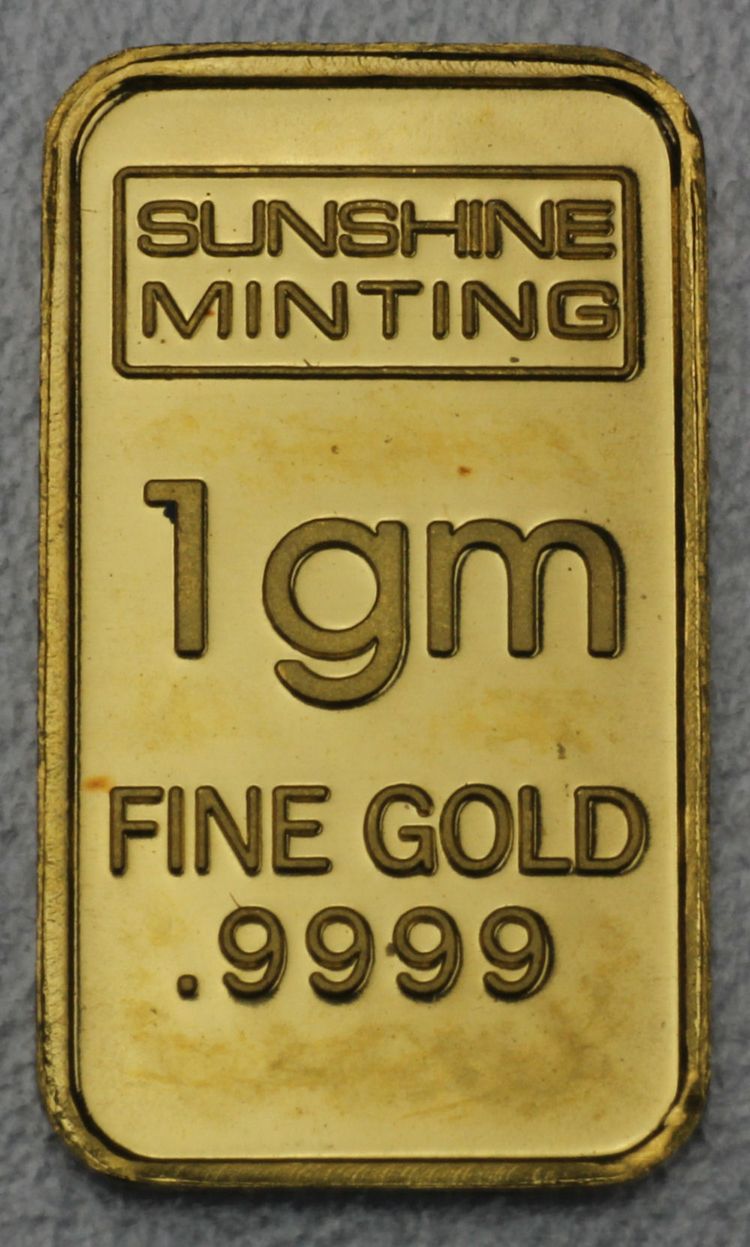 SUNSHINE
MINTING
1gm
FINE GOLD
.9999